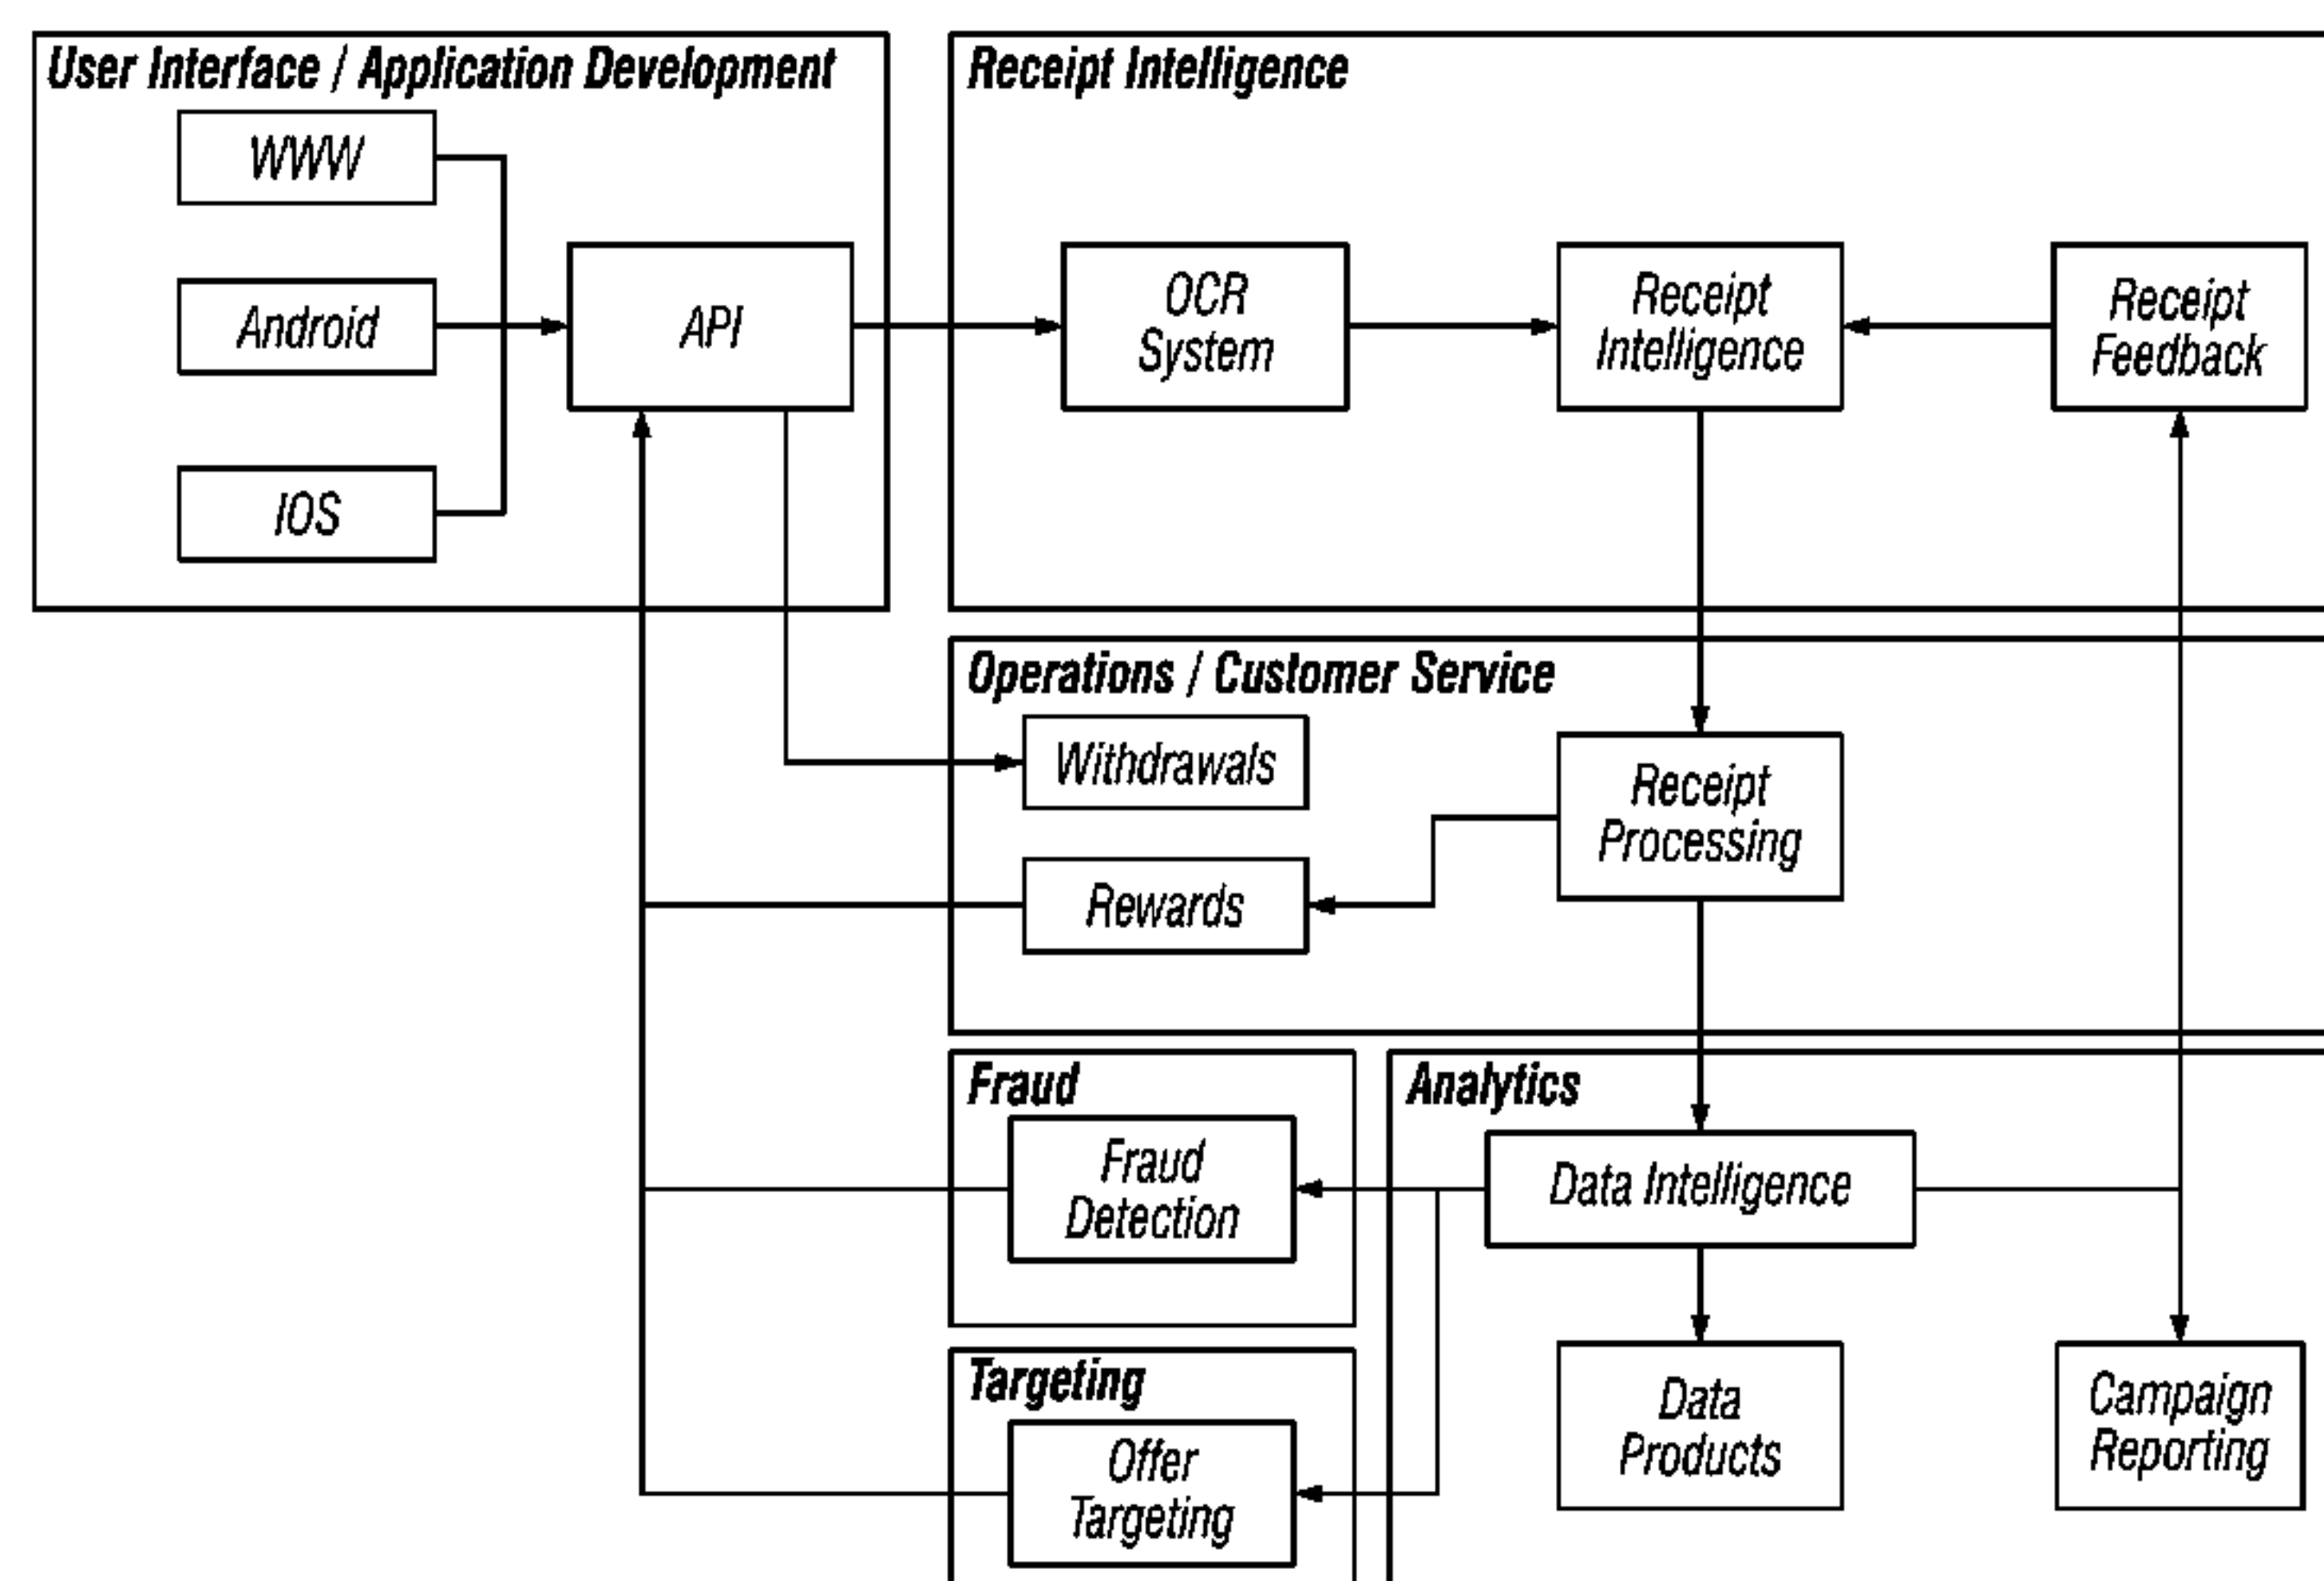 User Interface / Application Development
WWW
Android
IOS
API
Receipt Intelligence
OCR
System
Receipt
Intelligence
Receipt
Feedback
Operations / Customer Service
Withdrawals
Rewards
Receipt
Processing
Fraud
Fraud
Detection
Analytics
Data Intelligence
Data
Products
Campaign
Reporting
Targeting
Offer
Targeting